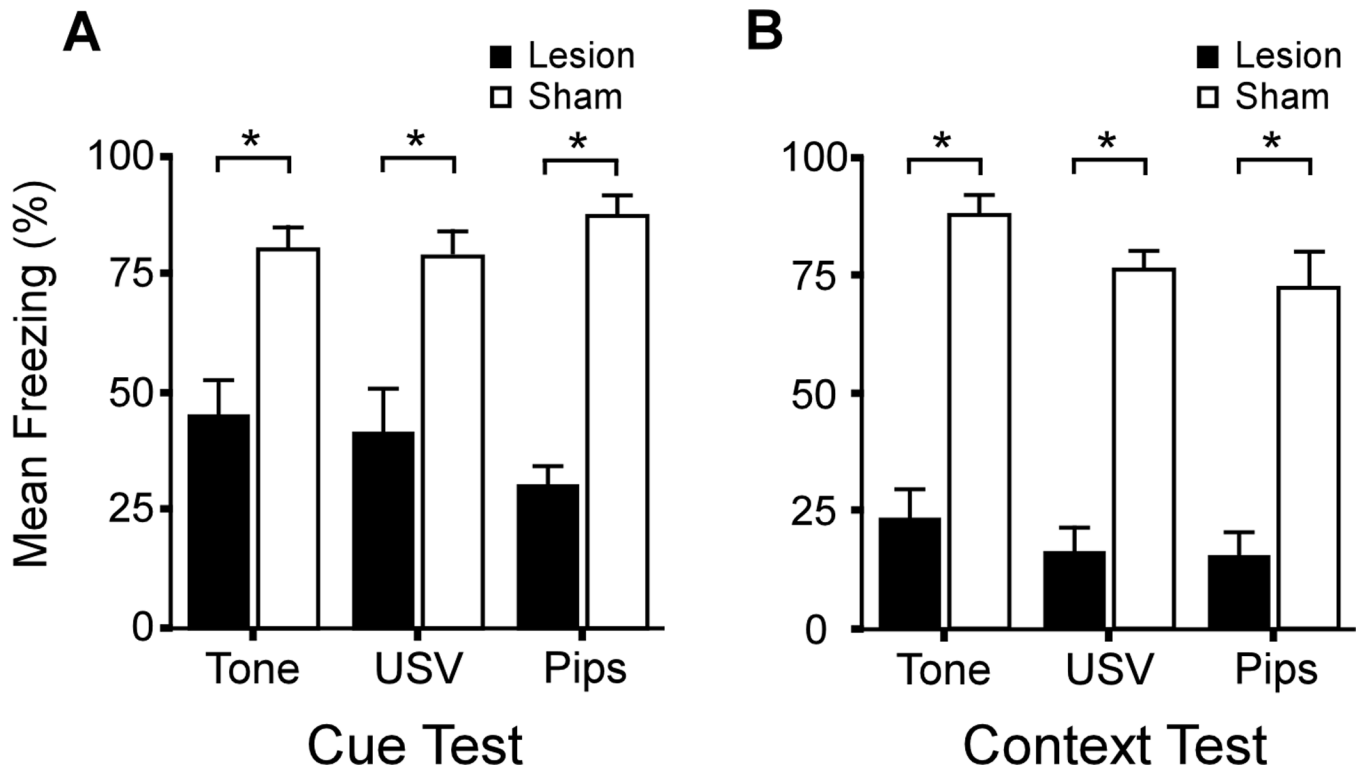 A
Lesion
Sham
* * *
Mean Freezing (%)
100
75
50
25
0
Tone USV Pips
Cue Test
B
Lesion
Sham
* * *
100
75
50
25
0
Tone USV Pips
Context Test